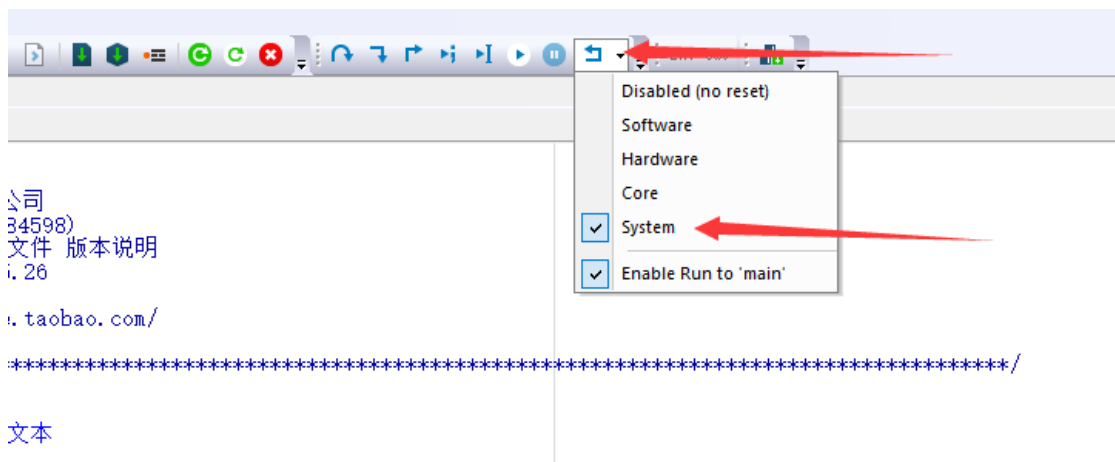 Disabled (no reset)
Software
Hardware
Core
System
Enable Run to 'main'
公司
84598)
文件 版本说明
.26
.taobao.com/
*****************************************************************************************/
文本